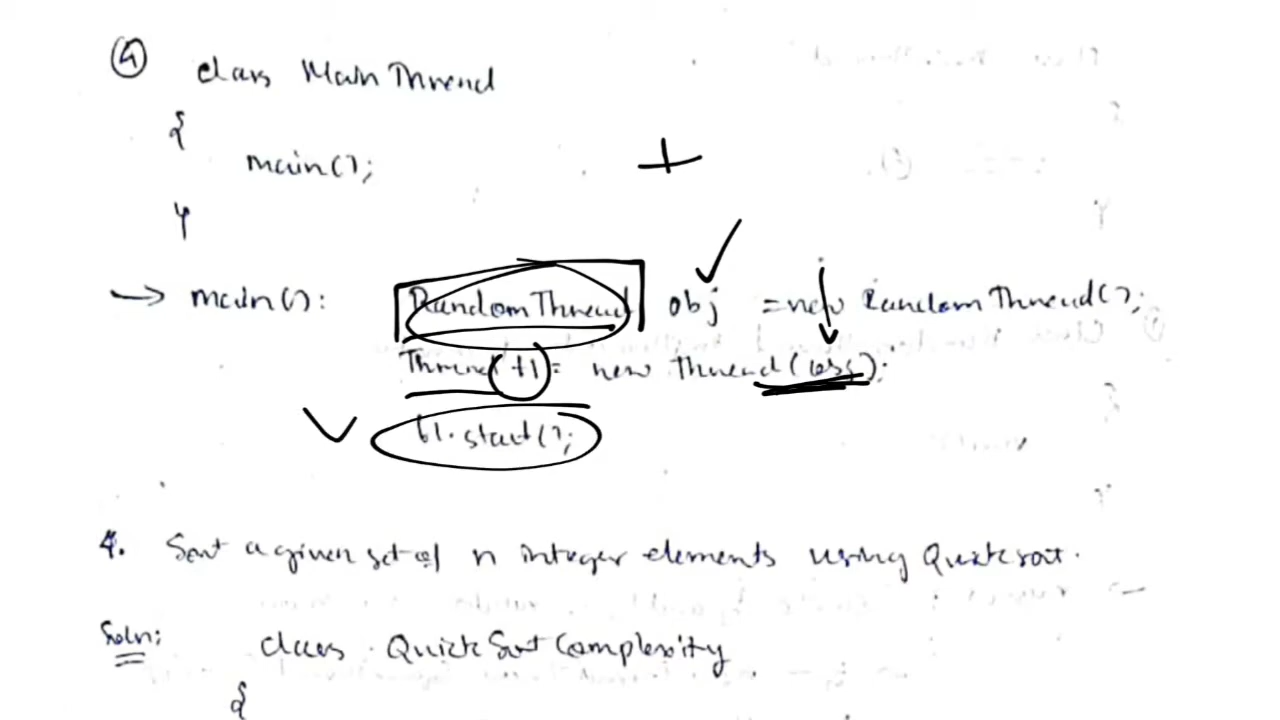 4 class MainThread
{
main();
}
→ main(): RandomThread obj = new RandomThread();
Thread t1 = new Thread(obj);
t1.start();
4. Sort a given set of n integer elements using Quicksort.
Soln: class QuickSortComplexity
{